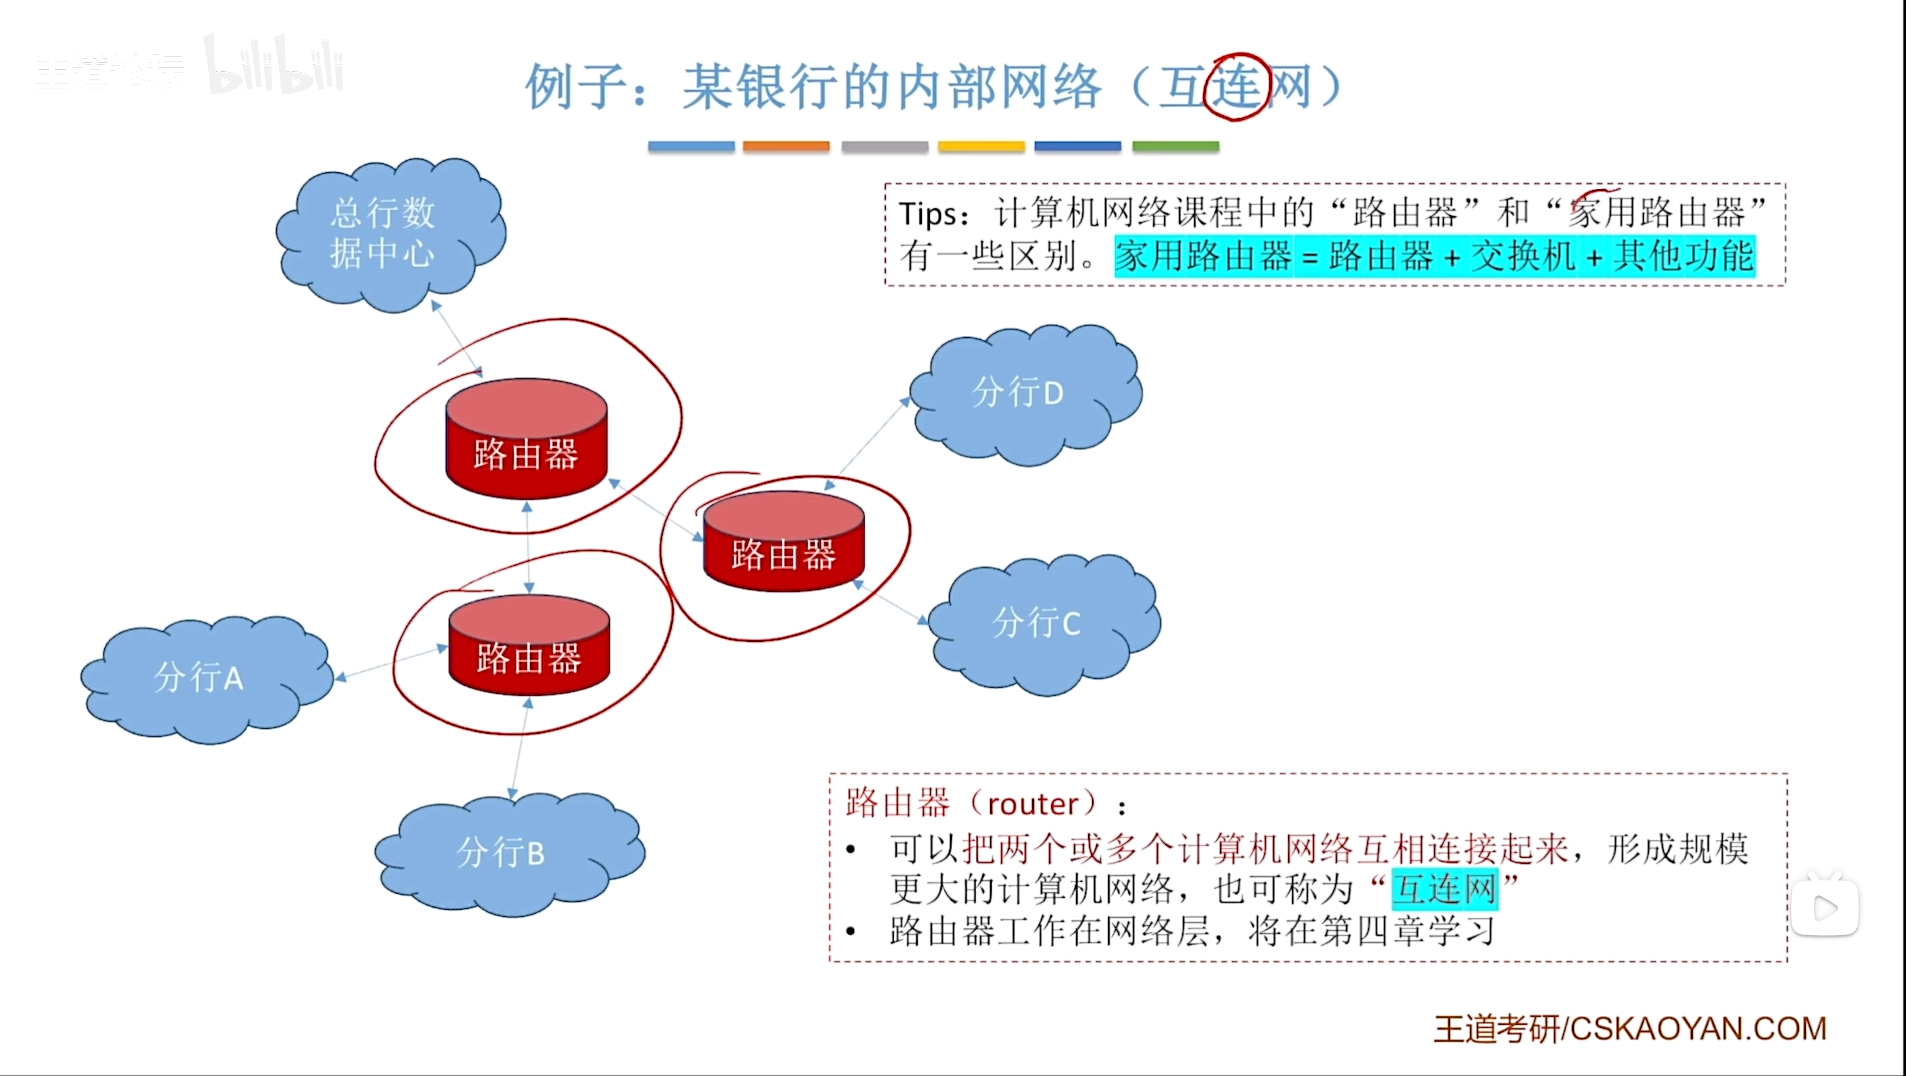 王道论坛 bilibili
例子：某银行的内部网络（互连网）
总行数
据中心
Tips：计算机网络课程中的“路由器”和“家用路由器”
有一些区别。家用路由器 = 路由器 + 交换机 + 其他功能
分行D
路由器
路由器
分行C
路由器
分行A
分行B
路由器（router）：
• 可以把两个或多个计算机网络互相连接起来，形成规模
更大的计算机网络，也可称为“互连网”
• 路由器工作在网络层，将在第四章学习
王道考研/CSKAOYAN.COM